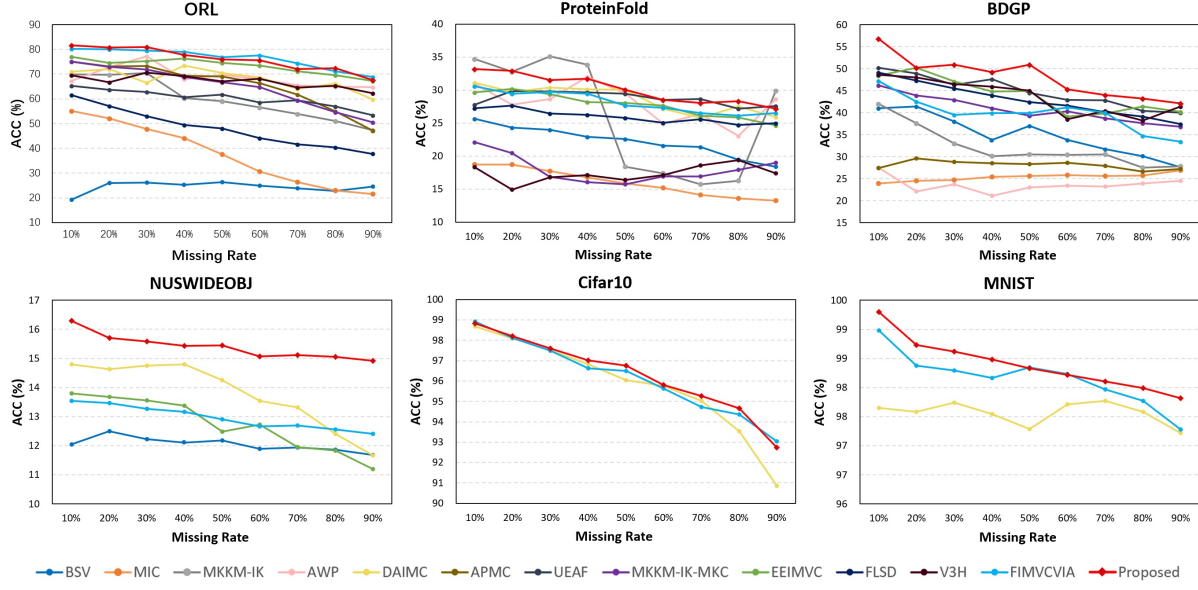 ORL
ProteinFold
BDGP
90
80
70
60
50
40
30
20
10
ACC (%)
10% 20% 30% 40% 50% 60% 70% 80% 90%
Missing Rate
40
35
30
25
20
15
10
ACC (%)
10% 20% 30% 40% 50% 60% 70% 80% 90%
Missing Rate
60
55
50
45
40
35
30
25
20
15
ACC (%)
10% 20% 30% 40% 50% 60% 70% 80% 90%
Missing Rate
NUSWIDEOBJ
Cifar10
MNIST
17
16
15
14
13
12
11
10
ACC (%)
10% 20% 30% 40% 50% 60% 70% 80% 90%
Missing Rate
100
99
98
97
96
95
94
93
92
91
90
ACC (%)
10% 20% 30% 40% 50% 60% 70% 80% 90%
Missing Rate
100
99
99
98
98
97
97
96
ACC (%)
10% 20% 30% 40% 50% 60% 70% 80% 90%
Missing Rate
BSV MIC MKKM-IK AWP DAIMC APMC UEAF MKKM-IK-MKC EEIMVC FLSD V3H FIMVCVIA Proposed